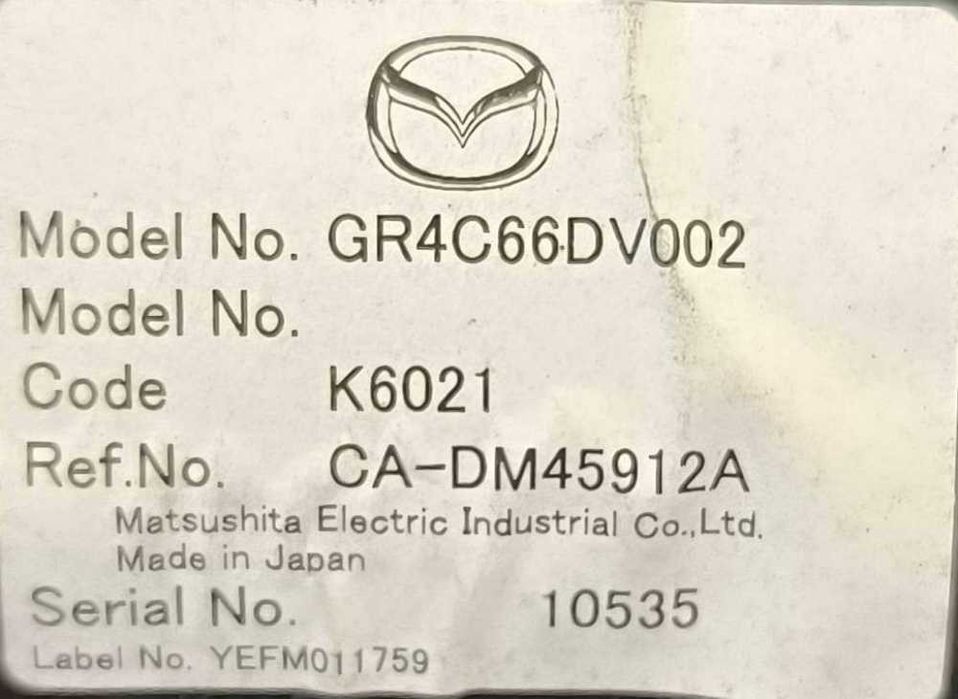 Model No. GR4C66DV002
Model No.
Code K6021
Ref.No. CA-DM45912A
Matsushita Electric Industrial Co.,Ltd.
Made in Japan
Serial No. 10535
Label No. YEFM011759